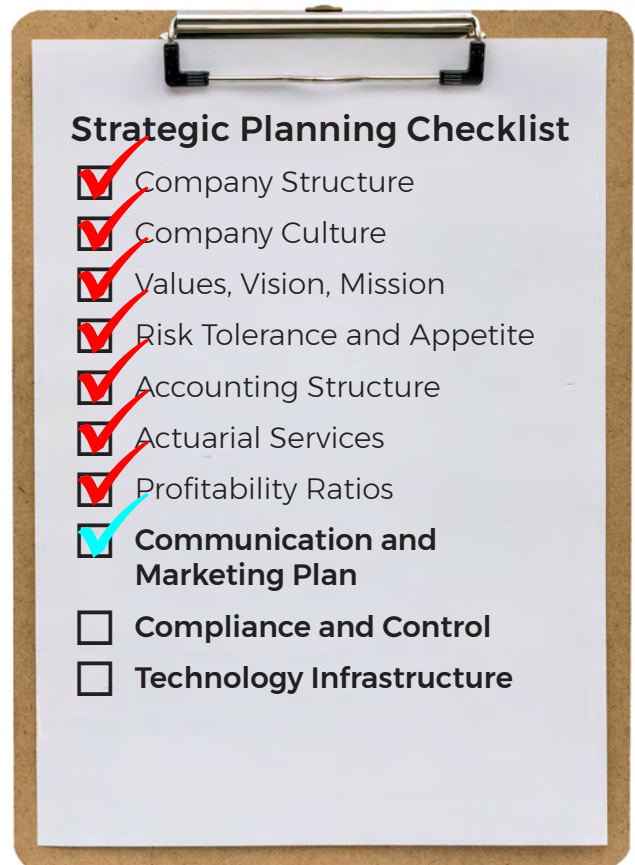 Strategic Planning Checklist
Company Structure
Company Culture
Values, Vision, Mission
Risk Tolerance and Appetite
Accounting Structure
Actuarial Services
Profitability Ratios
Communication and
Marketing Plan
Compliance and Control
Technology Infrastructure